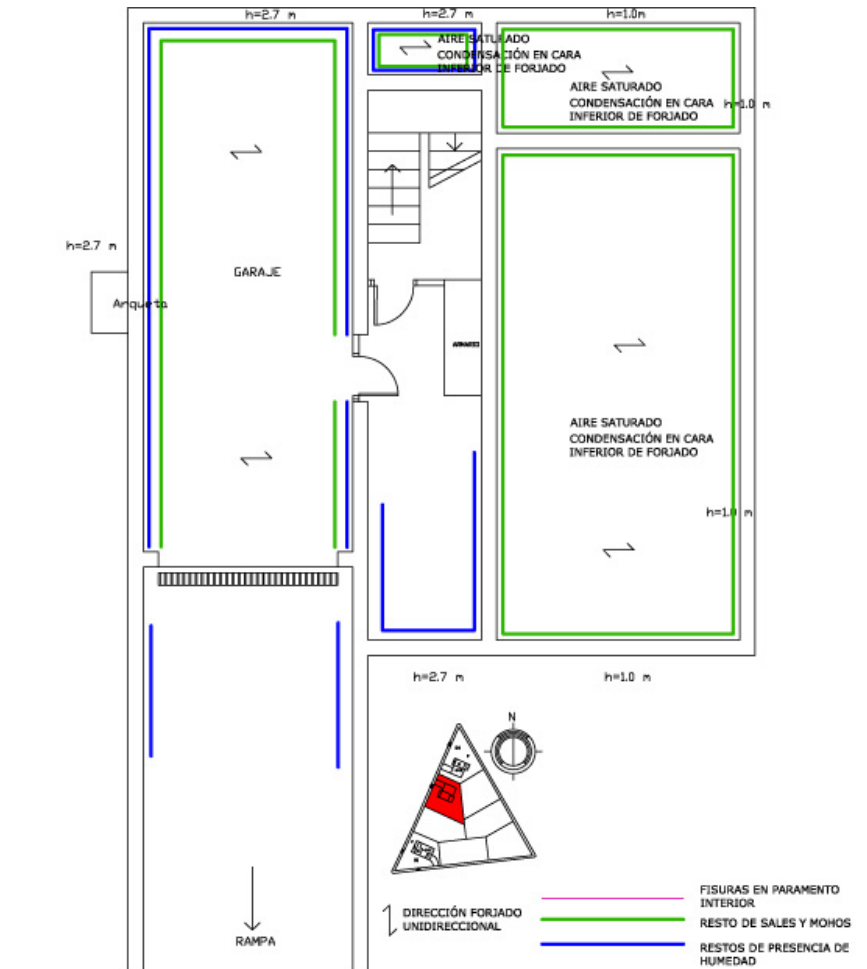 h=2.7 m
h=2.7 m
h=1.0m
AIRE SATURADO
CONDENSACIÓN EN CARA
INFERIOR DE FORJADO
AIRE SATURADO
CONDENSACIÓN EN CARA
INFERIOR DE FORJADO
h=1.0 m
h=2.7 m
GARAJE
Arqueta
ARMARIO
AIRE SATURADO
CONDENSACIÓN EN CARA
INFERIOR DE FORJADO
h=1.0 m
h=2.7 m
h=1.0 m
N
DIRECCIÓN FORJADO
UNIDIRECCIONAL
FISURAS EN PARAMENTO
INTERIOR
RESTO DE SALES Y MOHOS
RESTOS DE PRESENCIA DE
HUMEDAD
RAMPA